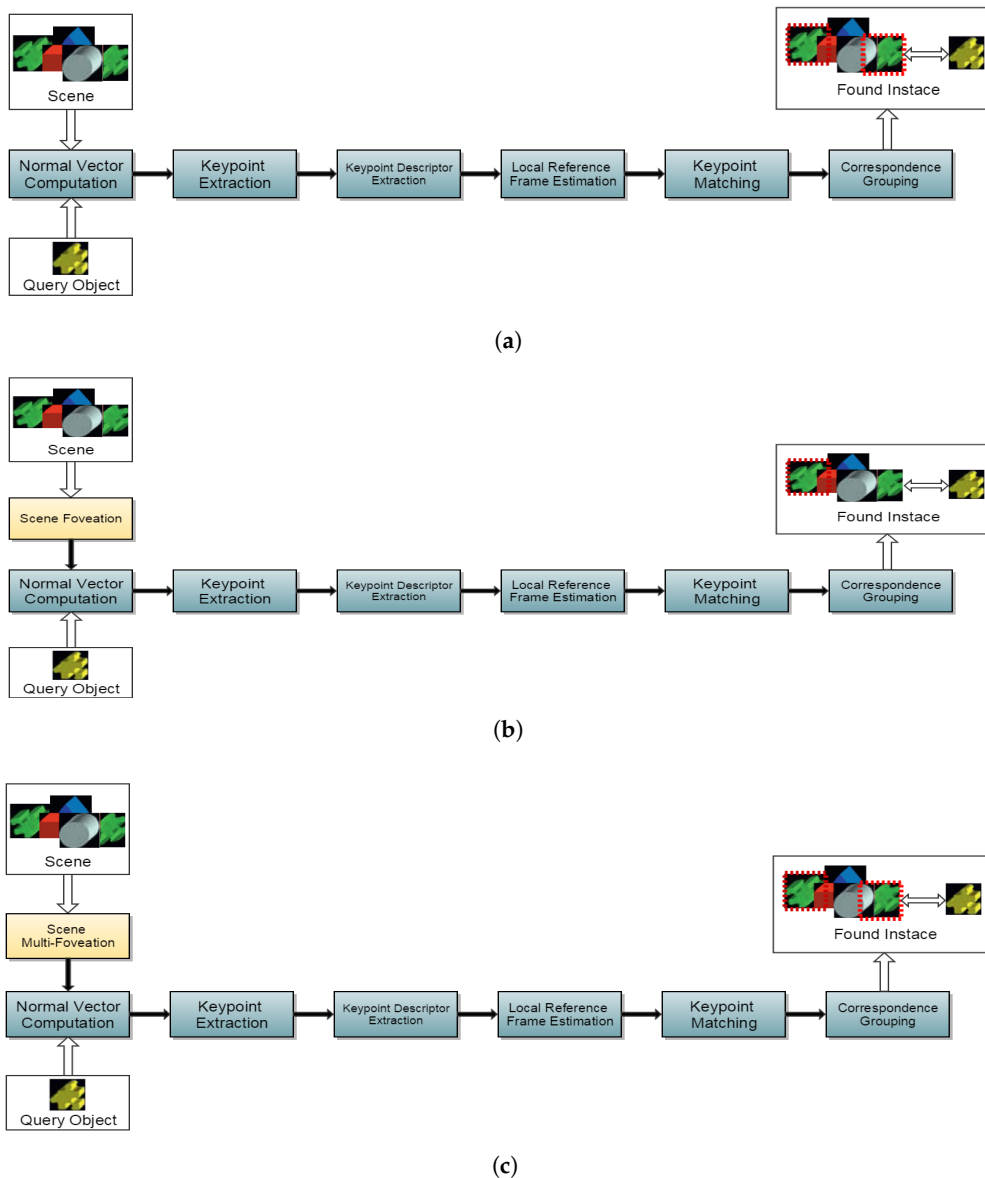 Scene
Found Instace
Normal Vector
Computation
Keypoint
Extraction
Keypoint Descriptor
Extraction
Local Reference
Frame Estimation
Keypoint
Matching
Correspondence
Grouping
Query Object
(a)
Scene
Scene Foveation
Found Instace
Normal Vector
Computation
Keypoint
Extraction
Keypoint Descriptor
Extraction
Local Reference
Frame Estimation
Keypoint
Matching
Correspondence
Grouping
Query Object
(b)
Scene
Scene
Multi-Foveation
Found Instace
Normal Vector
Computation
Keypoint
Extraction
Keypoint Descriptor
Extraction
Local Reference
Frame Estimation
Keypoint
Matching
Correspondence
Grouping
Query Object
(c)